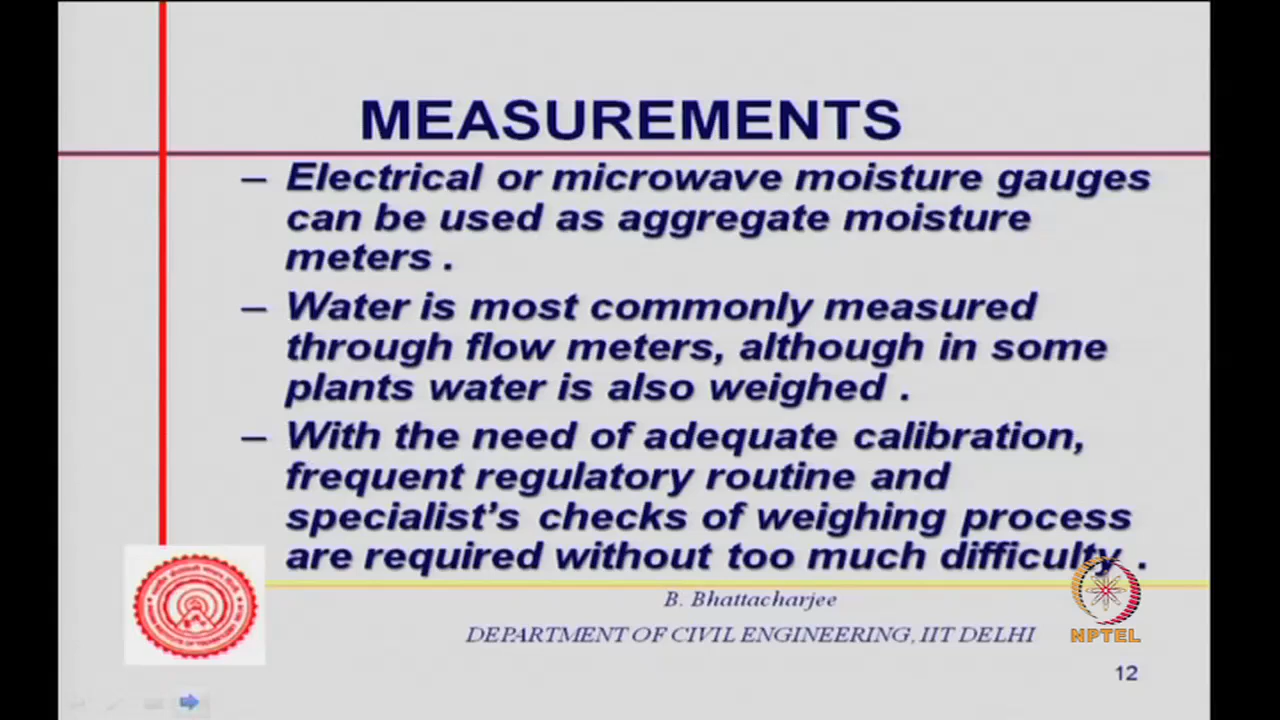 MEASUREMENTS
– Electrical or microwave moisture gauges
can be used as aggregate moisture
meters .
– Water is most commonly measured
through flow meters, although in some
plants water is also weighed .
– With the need of adequate calibration,
frequent regulatory routine and
specialist's checks of weighing process
are required without too much difficulty .
B. Bhattacharjee
DEPARTMENT OF CIVIL ENGINEERING, IIT DELHI
NPTEL
12